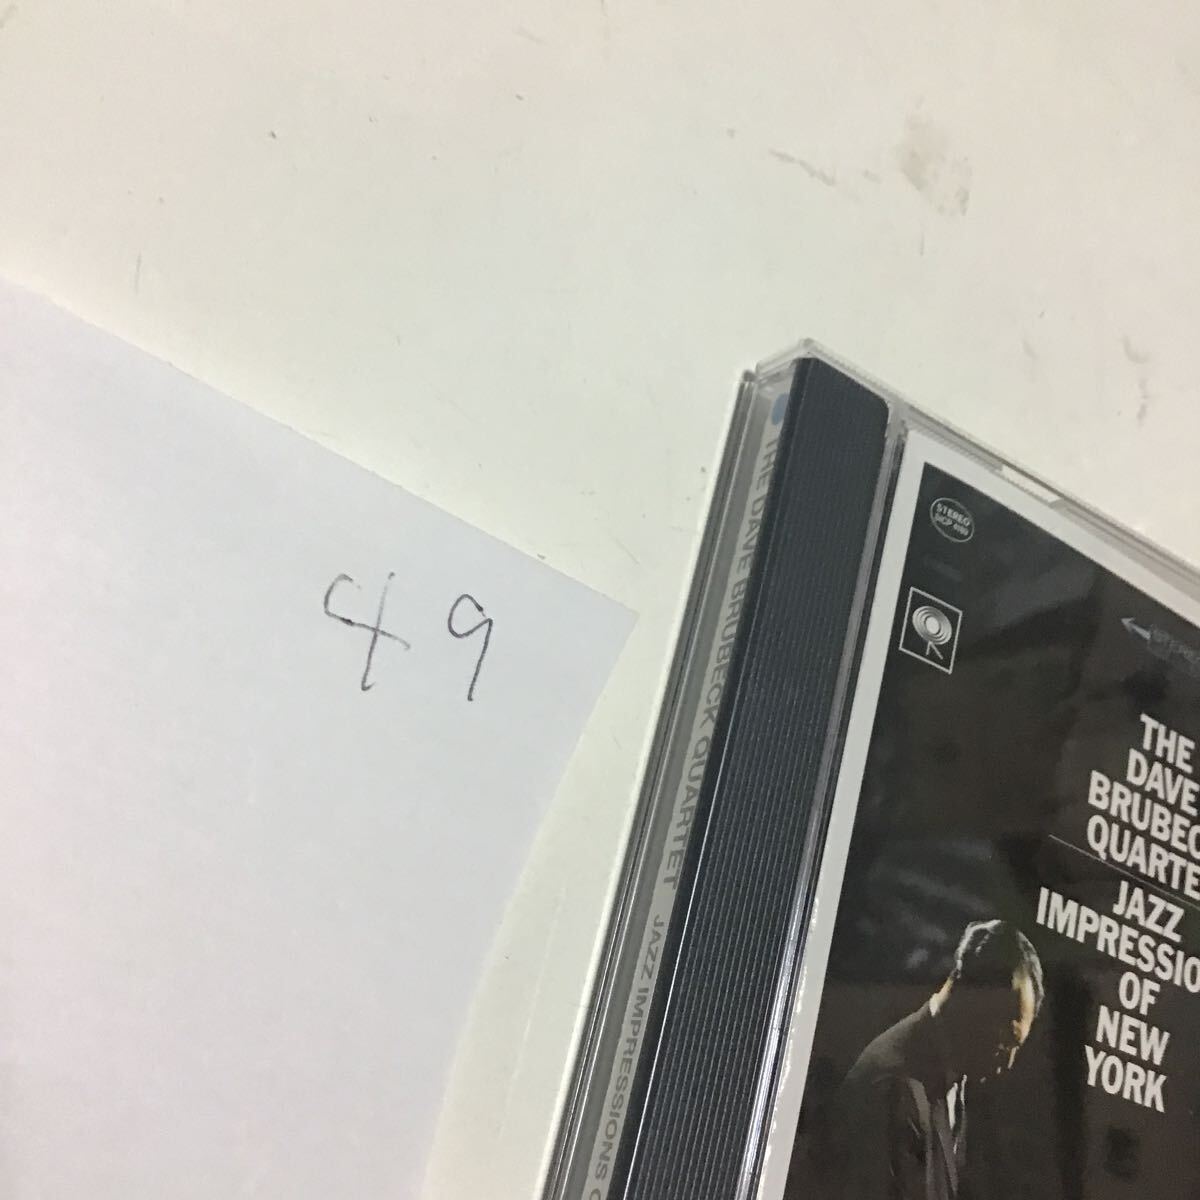 49
THE DAVE BRUBECK QUARTET JAZZ IMPRESSIONS
STEREO
THE
DAVE
BRUBEC
QUARTE
JAZZ
IMPRESSIO
OF
NEW
YORK